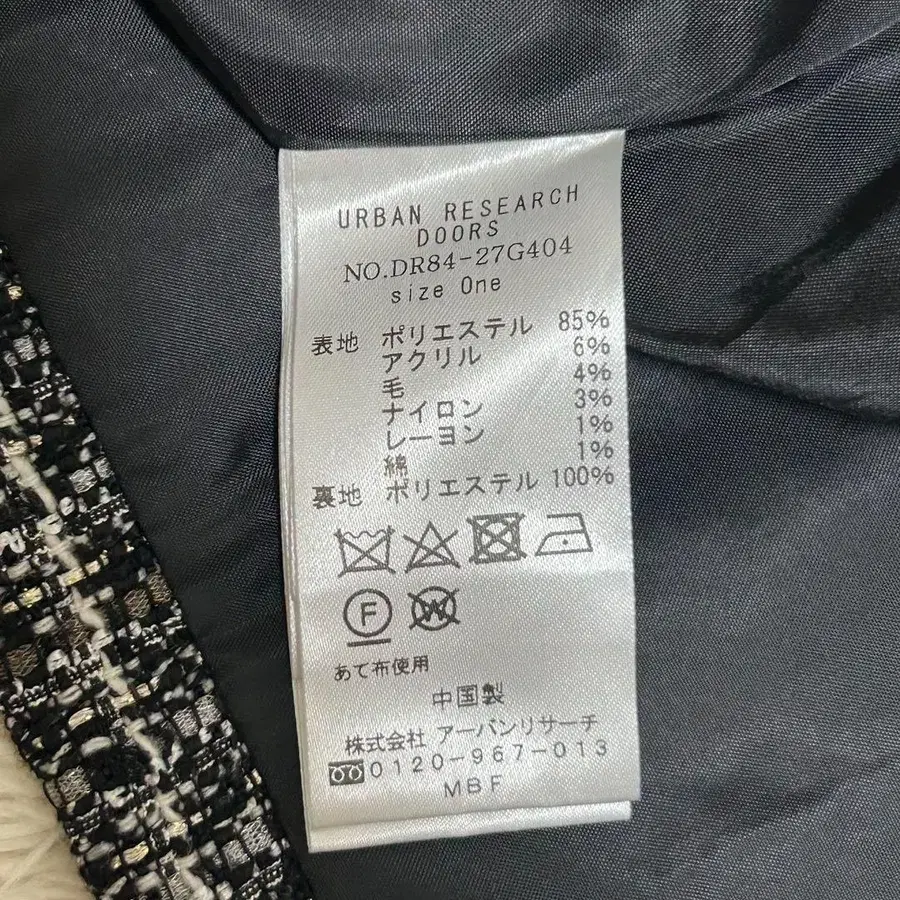 URBAN RESEARCH
DOORS
NO.DR84-27G404
size One
表地 ポリエステル 85%
アクリル 6%
毛 4%
ナイロン 3%
レーヨン 1%
綿 1%
裏地 ポリエステル 100%
F W
あて布使用
中国製
株式会社 アーバンリサーチ
0120-967-013
MBF